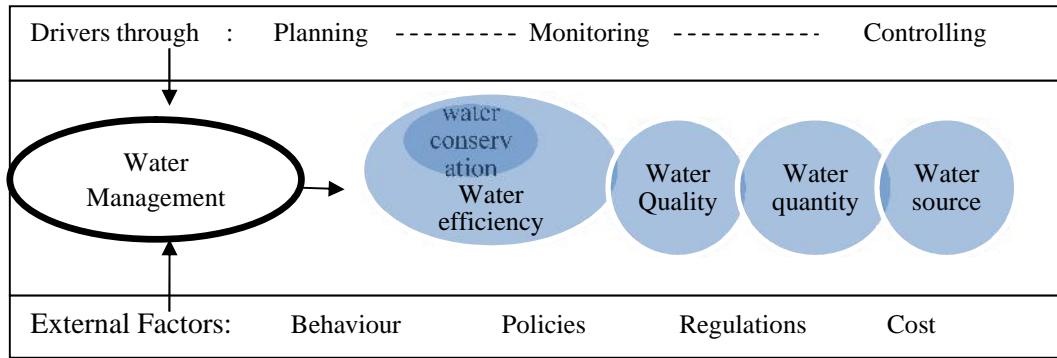 Drivers through : Planning ---------- Monitoring ---------- Controlling
water
conserv
ation
Water
efficiency
Water
Management
Water
Quality
Water
quantity
Water
source
External Factors: Behaviour Policies Regulations Cost